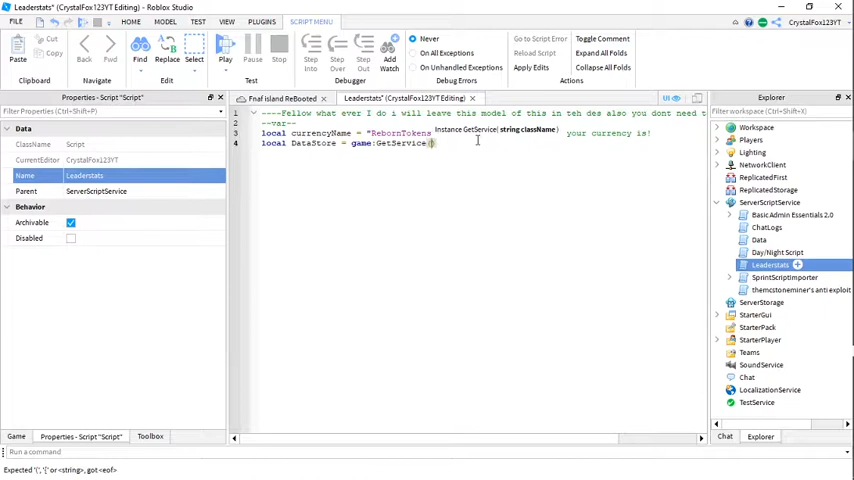 Leaderstats* (CrystalFox123YT Editing) - Roblox Studio
FILE
HOME MODEL TEST VIEW PLUGINS SCRIPT MENU
UI CrystalFox123YT
Paste Cut Copy
Back Fwd
Find Replace Select
Play Pause Stop
Step Into Step Over Step Out Add Watch
Never
On All Exceptions
On Unhandled Exceptions
Go to Script Error
Reload Script
Apply Edits
Toggle Comment
Expand All Folds
Collapse All Folds
Clipboard Navigate Edit Test Debugger Debug Errors Actions
Properties - Script "Script"
Filter Properties (Ctrl+Shift+P)
Data
ClassName Script
CurrentEditor CrystalFox123YT
Name Leaderstats
Parent ServerScriptService
Behavior
Archivable
Disabled
Game Properties - Script "Script" Toolbox
Fnaf island ReBooted Leaderstats* (CrystalFox123YT Editing)
UI
1 ----Fellow what ever I do i will leave this model of this in teh des also you dont need t
2 --var--
3 local currencyName = "RebornTokens your currency is!
Instance GetService(string className)
4 local DataStore = game:GetService()
Explorer
Filter workspace (Ctrl+Shift+X)
Workspace
Players
Lighting
NetworkClient
ReplicatedFirst
ReplicatedStorage
ServerScriptService
Basic Admin Essentials 2.0
ChatLogs
Data
Day/Night Script
Leaderstats
SprintScriptImporter
themcstoneminer's anti exploit
ServerStorage
StarterGui
StarterPack
StarterPlayer
Teams
SoundService
Chat
LocalizationService
TestService
Chat Explorer
Run a command
Expected '(', '{' or <string>, got <eof>